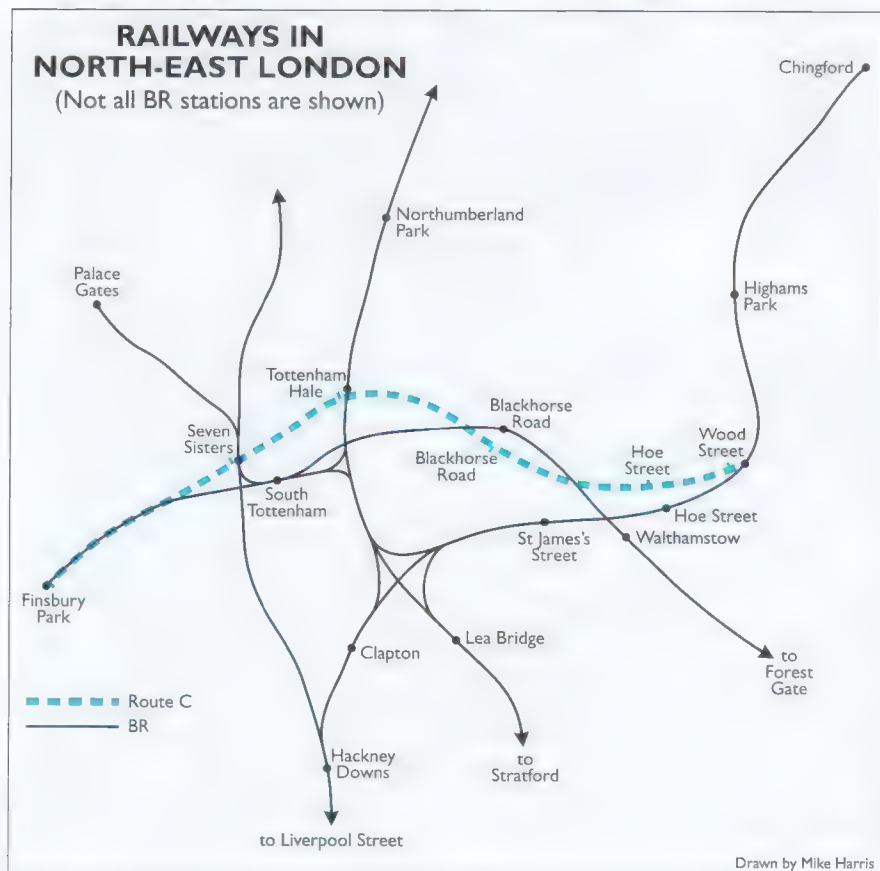 RAILWAYS IN
NORTH-EAST LONDON
(Not all BR stations are shown)
Chingford
Northumberland
Park
Palace
Gates
Highams
Park
Tottenham
Hale
Blackhorse
Road
Seven
Sisters
Blackhorse
Road
Hoe
Street
Wood
Street
South
Tottenham
Hoe Street
St James's
Street
Walthamstow
Finsbury
Park
Clapton
Lea Bridge
to
Forest
Gate
Route C
BR
Hackney
Downs
to
Stratford
to Liverpool Street
Drawn by Mike Harris